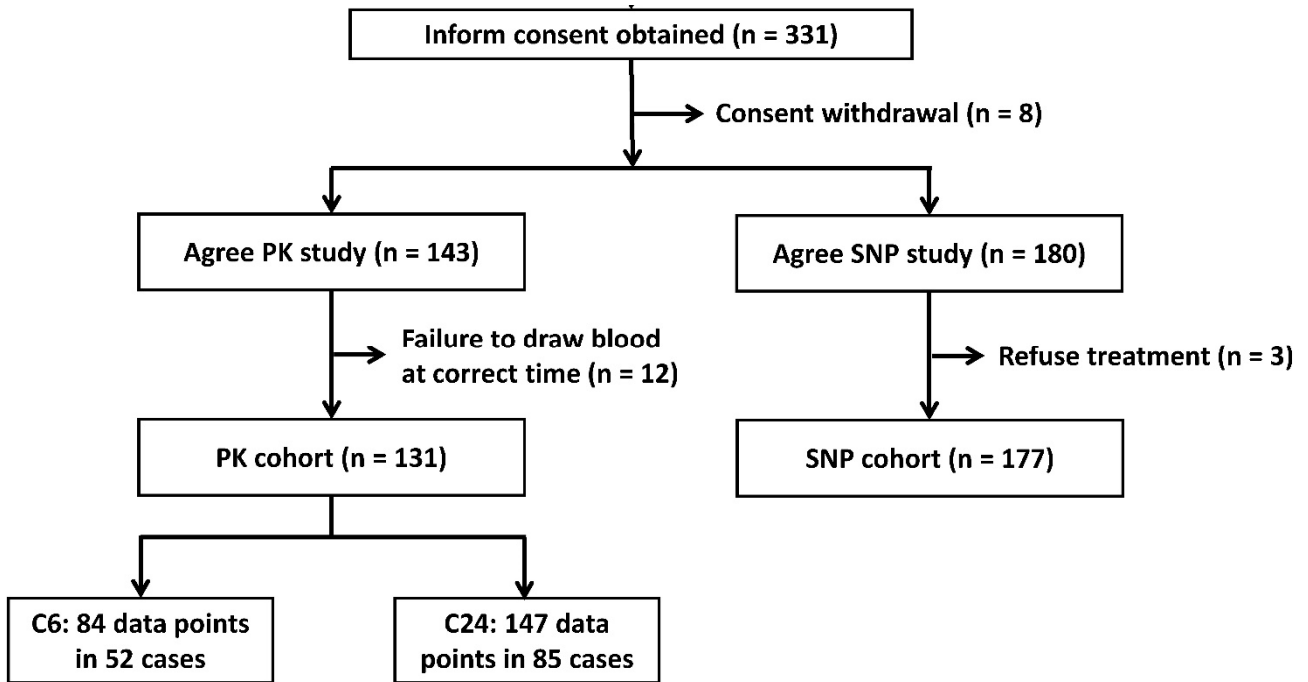 Inform consent obtained (n = 331)
Consent withdrawal (n = 8)
Agree PK study (n = 143)
Agree SNP study (n = 180)
Failure to draw blood
at correct time (n = 12)
Refuse treatment (n = 3)
PK cohort (n = 131)
SNP cohort (n = 177)
C6: 84 data points
in 52 cases
C24: 147 data
points in 85 cases